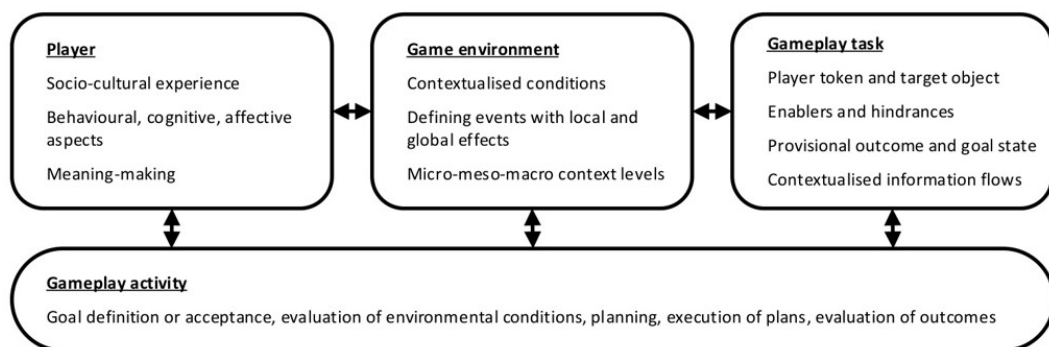 Player
Socio-cultural experience
Behavioural, cognitive, affective
aspects
Meaning-making
Game environment
Contextualised conditions
Defining events with local and
global effects
Micro-meso-macro context levels
Gameplay task
Player token and target object
Enablers and hindrances
Provisional outcome and goal state
Contextualised information flows
Gameplay activity
Goal definition or acceptance, evaluation of environmental conditions, planning, execution of plans, evaluation of outcomes